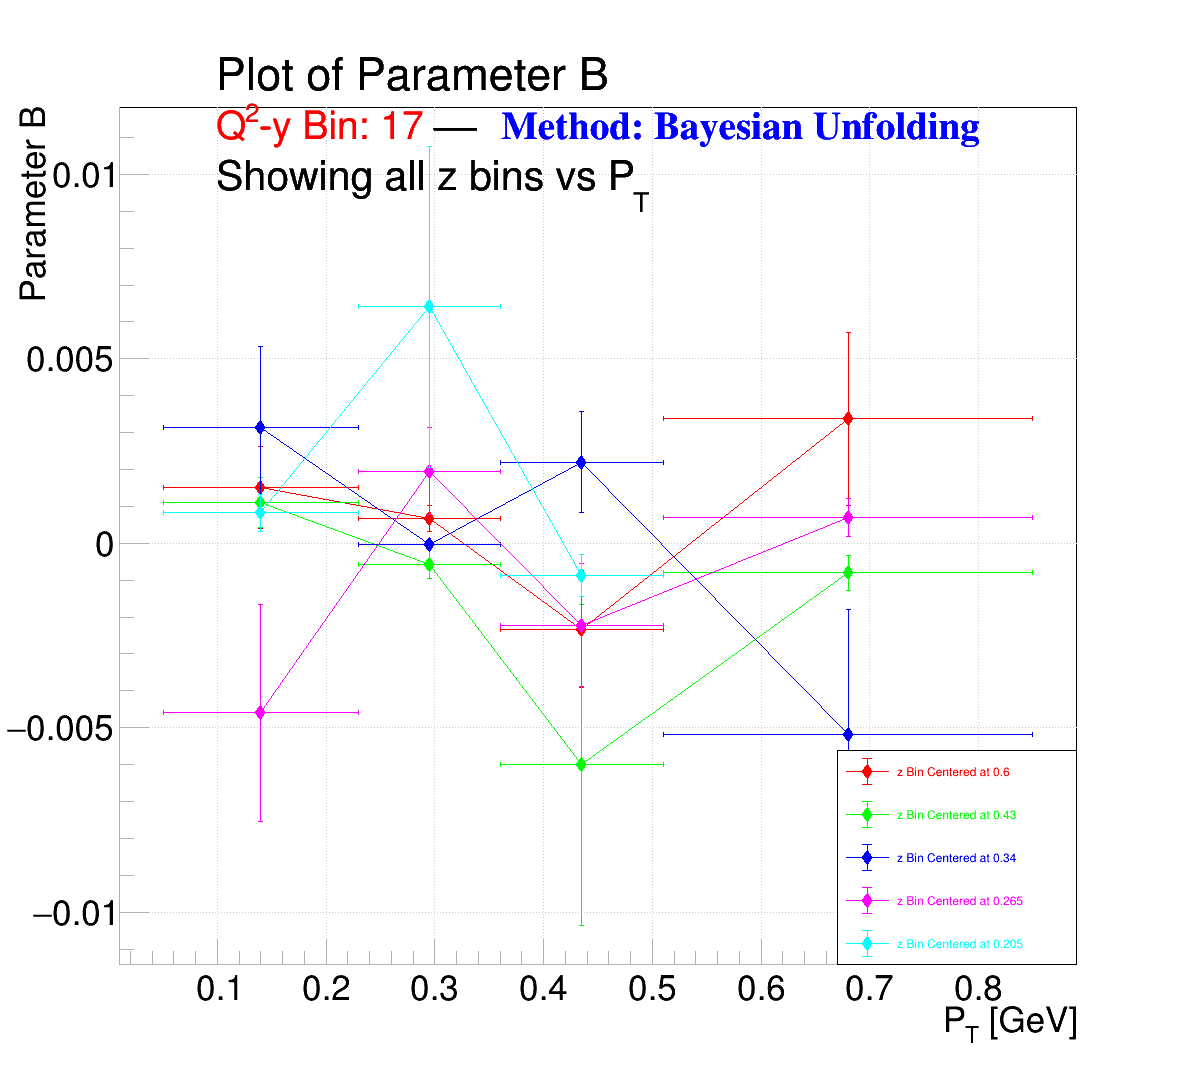 Plot of Parameter B
Q²-y Bin: 17 — Method: Bayesian Unfolding
Showing all z bins vs P_T
Parameter B
0.01
0.005
0
−0.005
−0.01
z Bin Centered at 0.6
z Bin Centered at 0.43
z Bin Centered at 0.34
z Bin Centered at 0.265
z Bin Centered at 0.205
0.1 0.2 0.3 0.4 0.5 0.6 0.7 0.8
P_T [GeV]